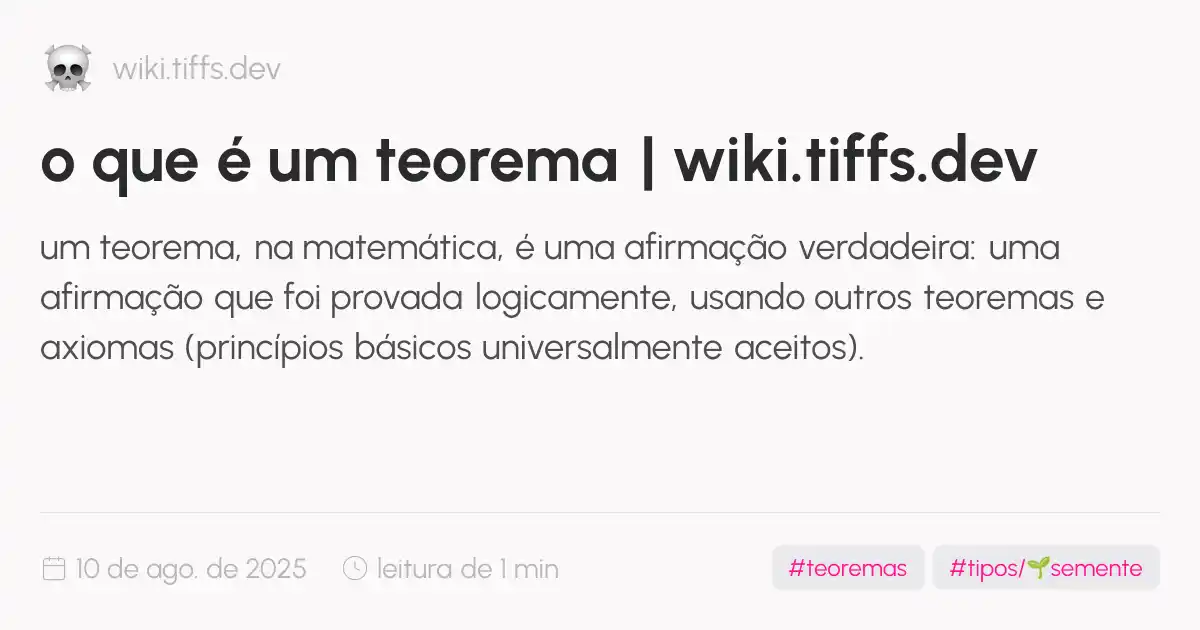 wiki.tiffs.dev
o que é um teorema | wiki.tiffs.dev
um teorema, na matemática, é uma afirmação verdadeira: uma
afirmação que foi provada logicamente, usando outros teoremas e
axiomas (princípios básicos universalmente aceitos).
10 de ago. de 2025 leitura de 1 min #teoremas #tipos/🌱semente